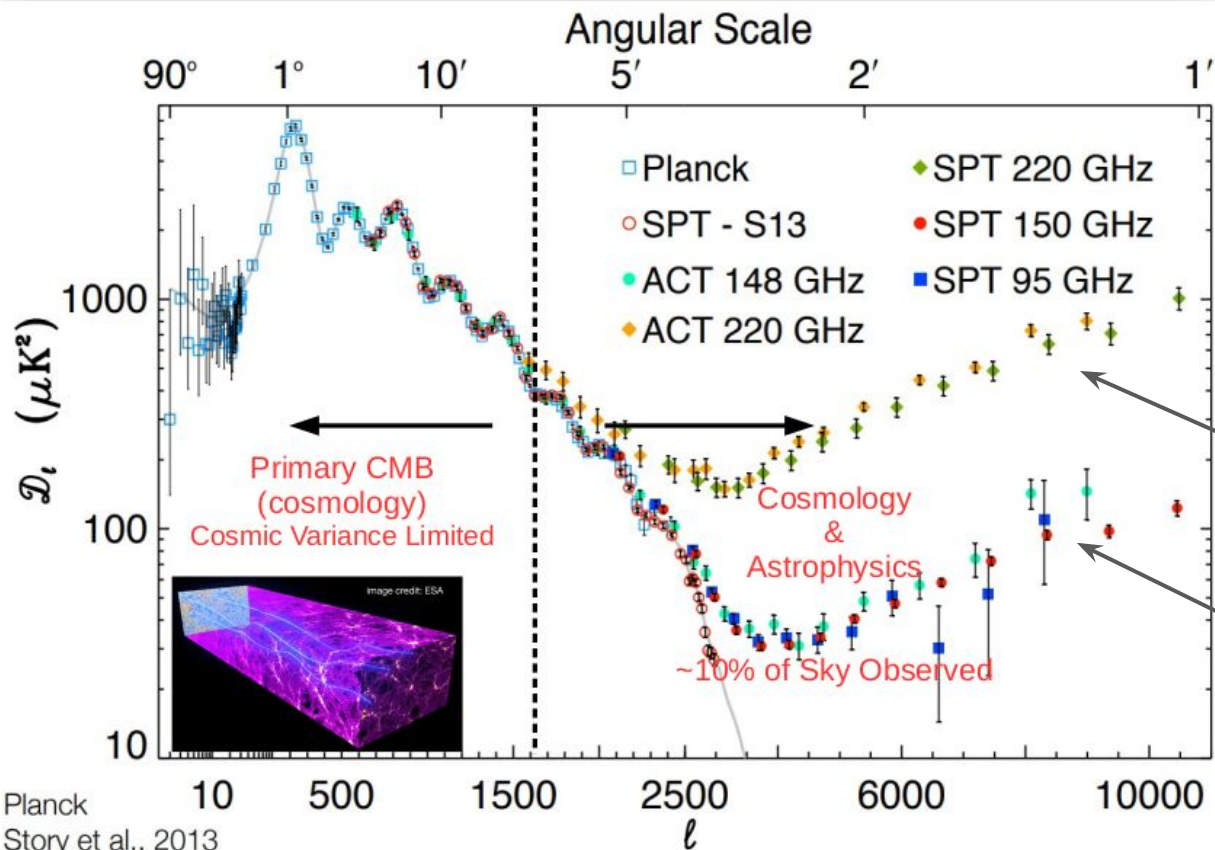 Angular Scale
90° 1° 10′ 5′ 2′ 1′
Planck
SPT - S13
ACT 148 GHz
ACT 220 GHz
SPT 220 GHz
SPT 150 GHz
SPT 95 GHz
1000
100
10
𝒟ℓ (μK²)
Primary CMB
(cosmology)
Cosmic Variance Limited
Cosmology
&
Astrophysics
~10% of Sky Observed
image credit: ESA
10 500 1500 2500 6000 10000
ℓ
Planck
Story et al., 2013